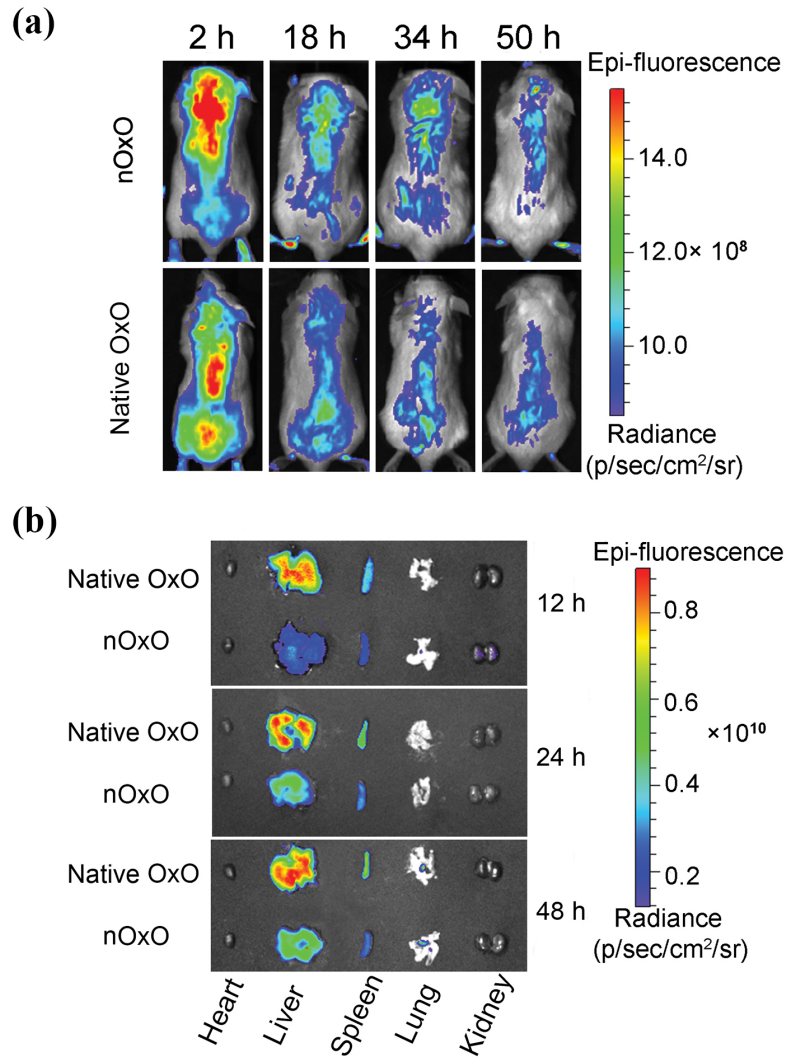 (a)
2 h 18 h 34 h 50 h
Epi-fluorescence
nOxO
Native OxO
14.0
12.0× 10⁸
10.0
Radiance
(p/sec/cm²/sr)
(b)
Epi-fluorescence
Native OxO
nOxO
12 h
Native OxO
nOxO
24 h
Native OxO
nOxO
48 h
0.8
0.6
×10¹⁰
0.4
0.2
Radiance
(p/sec/cm²/sr)
Heart Liver Spleen Lung Kidney